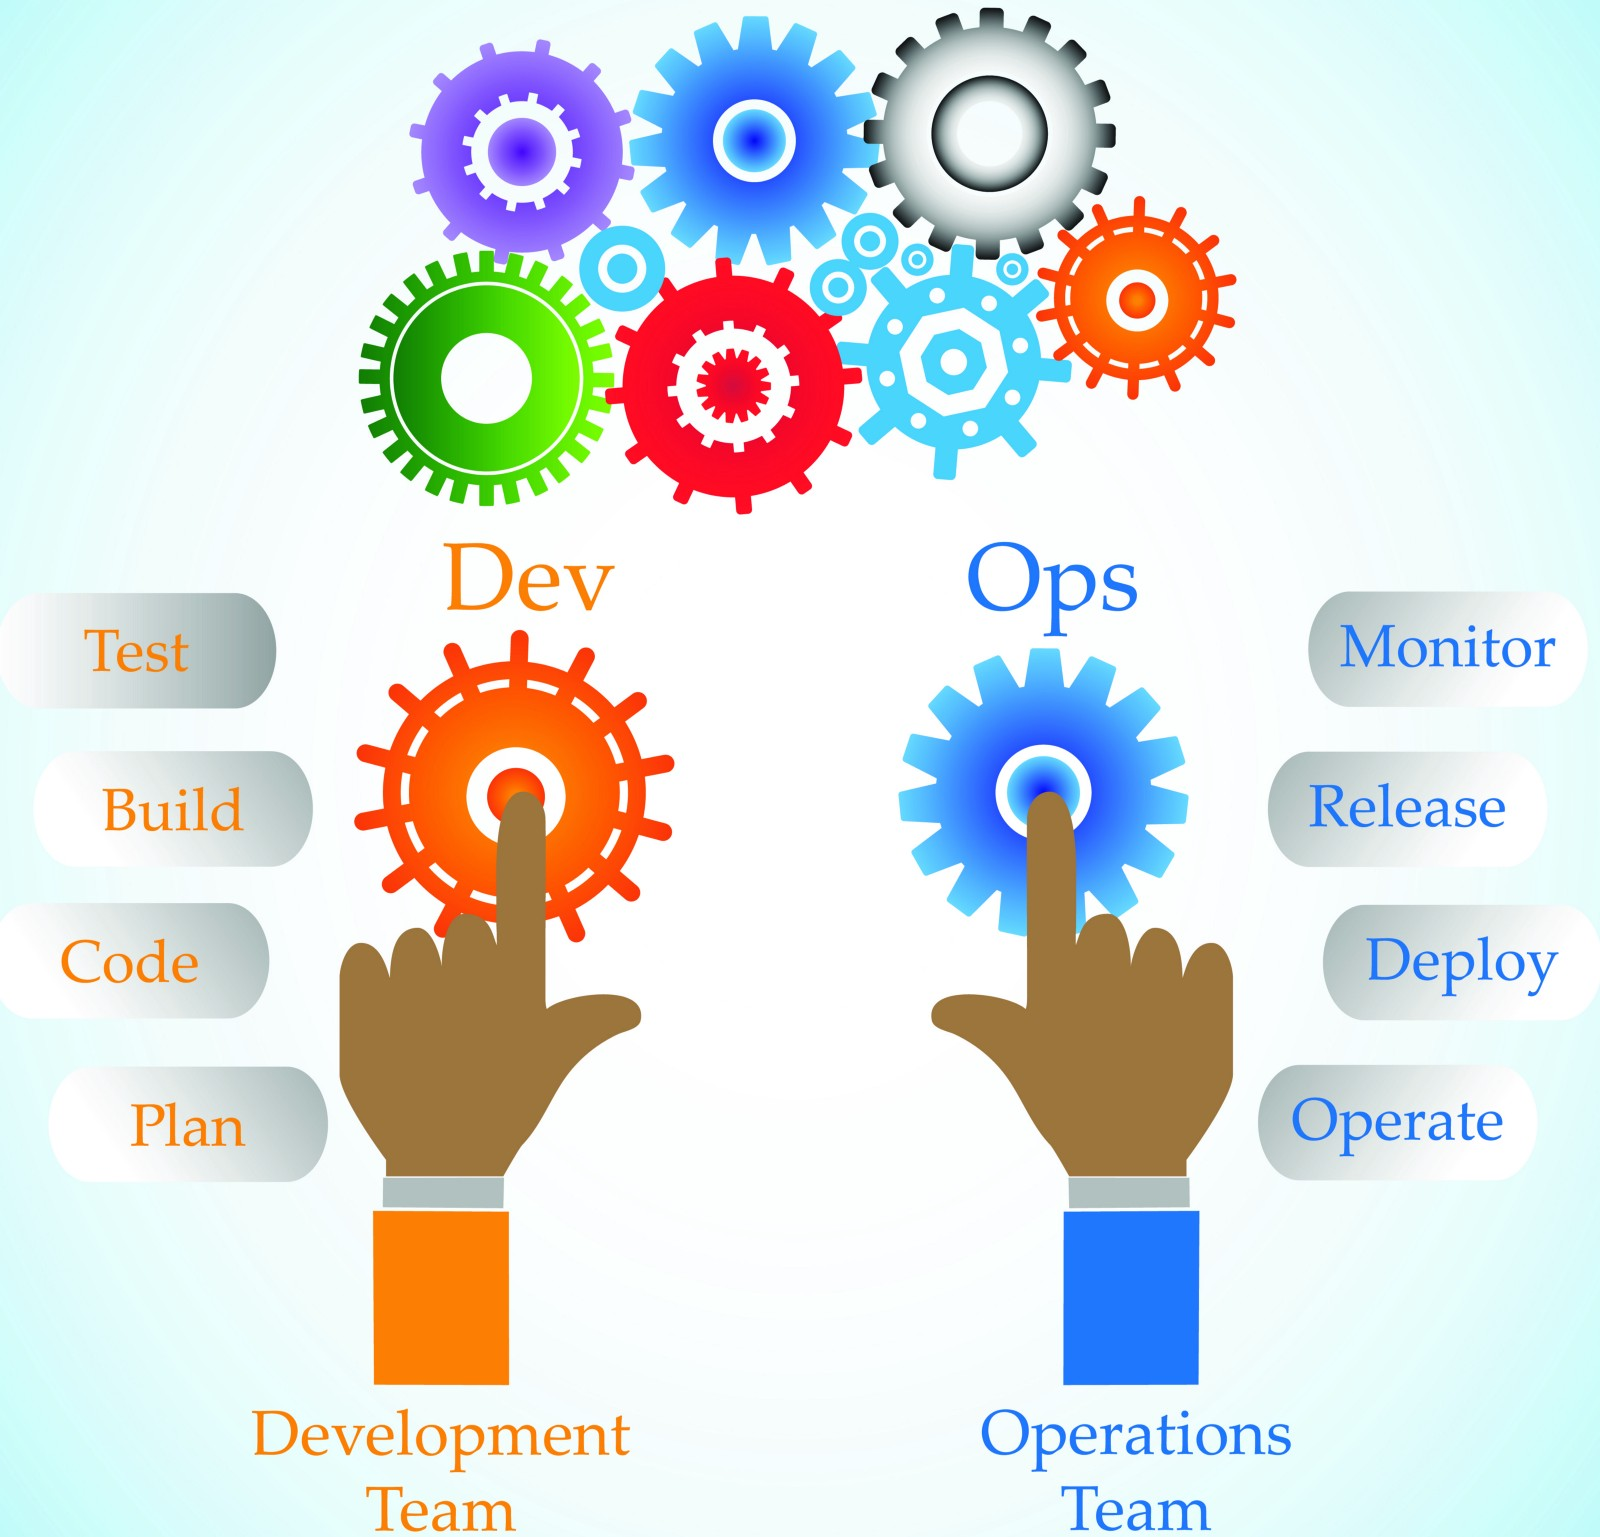 Dev
Ops
Test
Build
Code
Plan
Monitor
Release
Deploy
Operate
Development
Team
Operations
Team